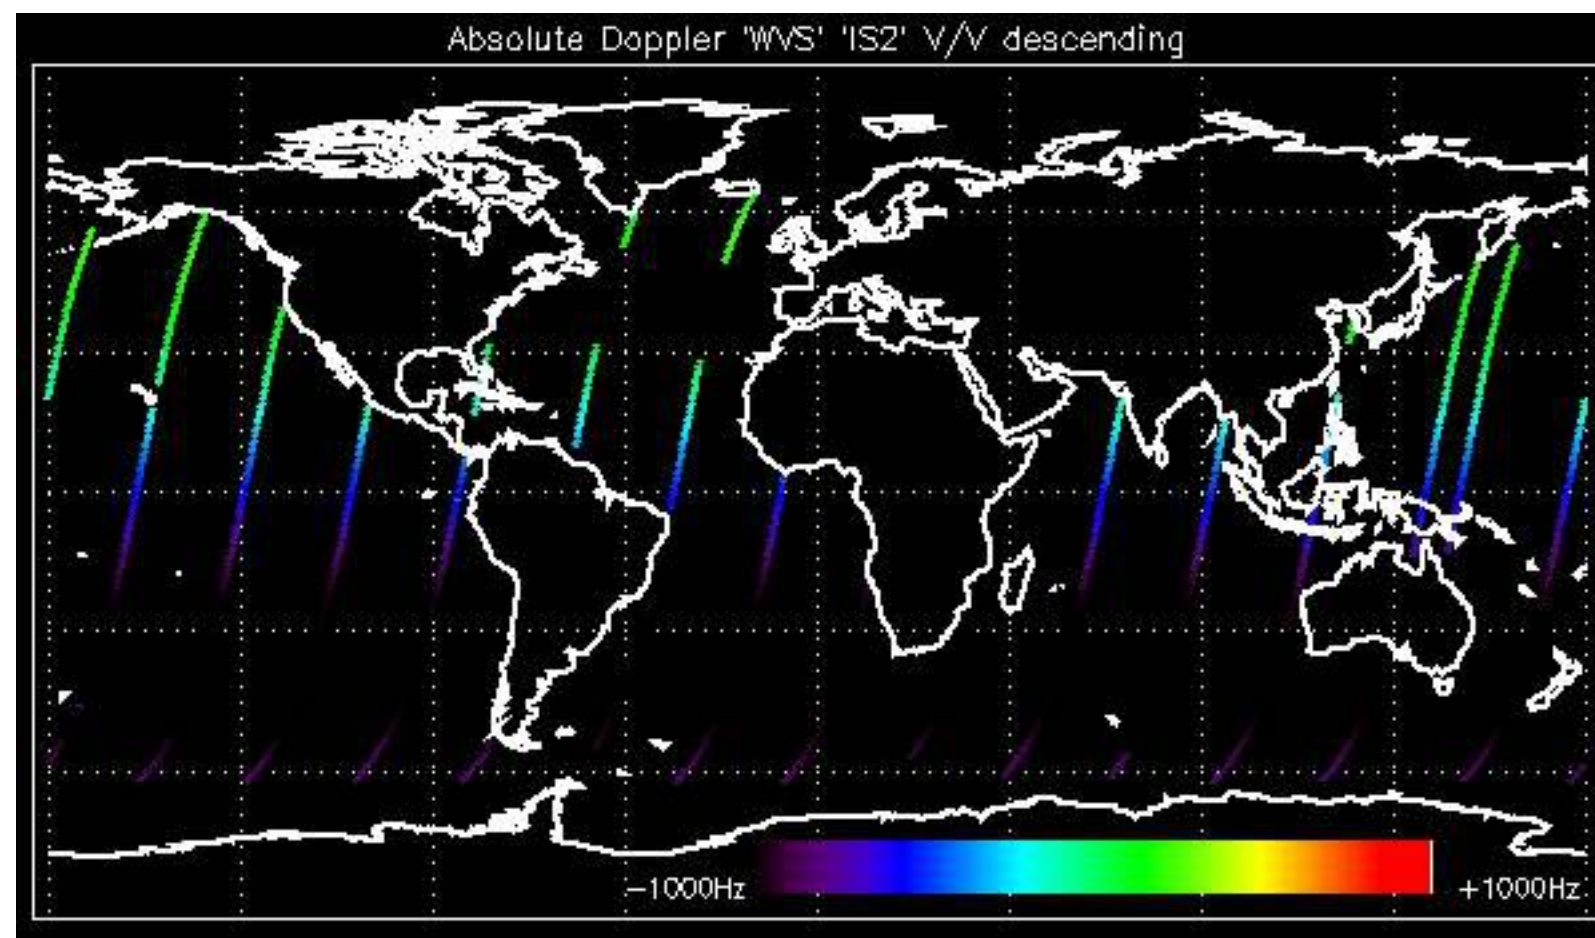 Absolute Doppler 'WVS' 'IS2' V/V descending
−1000Hz
+1000Hz